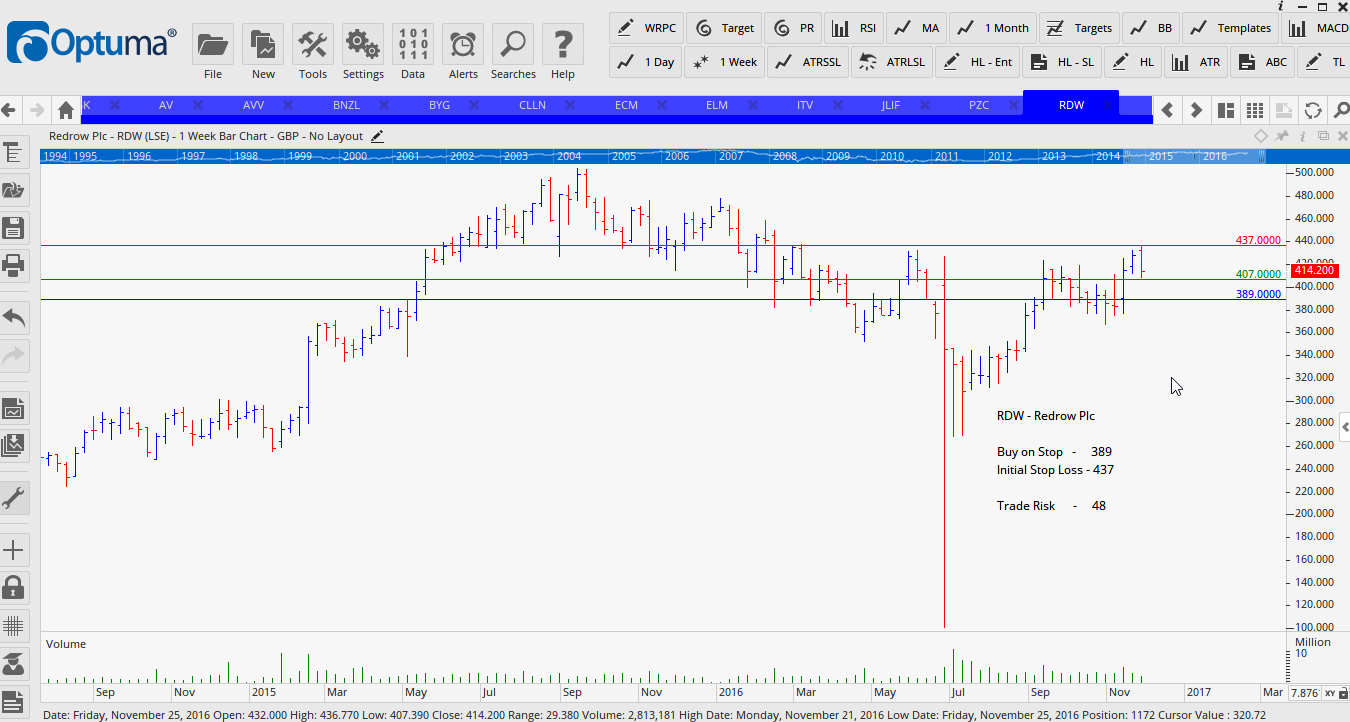 Optuma®
File
New
Tools
Settings
101
010
111
Data
Alerts
Searches
?
Help
WRPC
Target
PR
RSI
MA
1 Month
Targets
BB
Templates
MACD
1 Day
1 Week
ATRSSL
ATRLSL
HL - Ent
HL - SL
HL
ATR
ABC
TL
K
AV
AVV
BNZL
BYG
CLLN
ECM
ELM
ITV
JLIF
PZC
RDW
Redrow Plc - RDW (LSE) - 1 Week Bar Chart - GBP - No Layout
1994 1995 1996 1997 1998 1999 2000 2001 2002 2003 2004 2005 2006 2007 2008 2009 2010 2011 2012 2013 2014 2015 2016
500.000
480.000
460.000
437.0000
440.000
420.000
414.200
407.0000
400.000
389.0000
380.000
360.000
340.000
320.000
300.000
280.000
260.000
240.000
220.000
200.000
180.000
160.000
140.000
120.000
100.000
RDW - Redrow Plc
Buy on Stop - 389
Initial Stop Loss - 437
Trade Risk - 48
Volume
Million
10
Sep Nov 2015 Mar May Jul Sep Nov 2016 Mar May Jul Sep Nov 2017 Mar
7.876 XY
Date: Friday, November 25, 2016 Open: 432.000 High: 436.770 Low: 407.390 Close: 414.200 Range: 29.380 Volume: 2,813,181 High Date: Monday, November 21, 2016 Low Date: Friday, November 25, 2016 Position: 1172 Cursor Value : 320.72